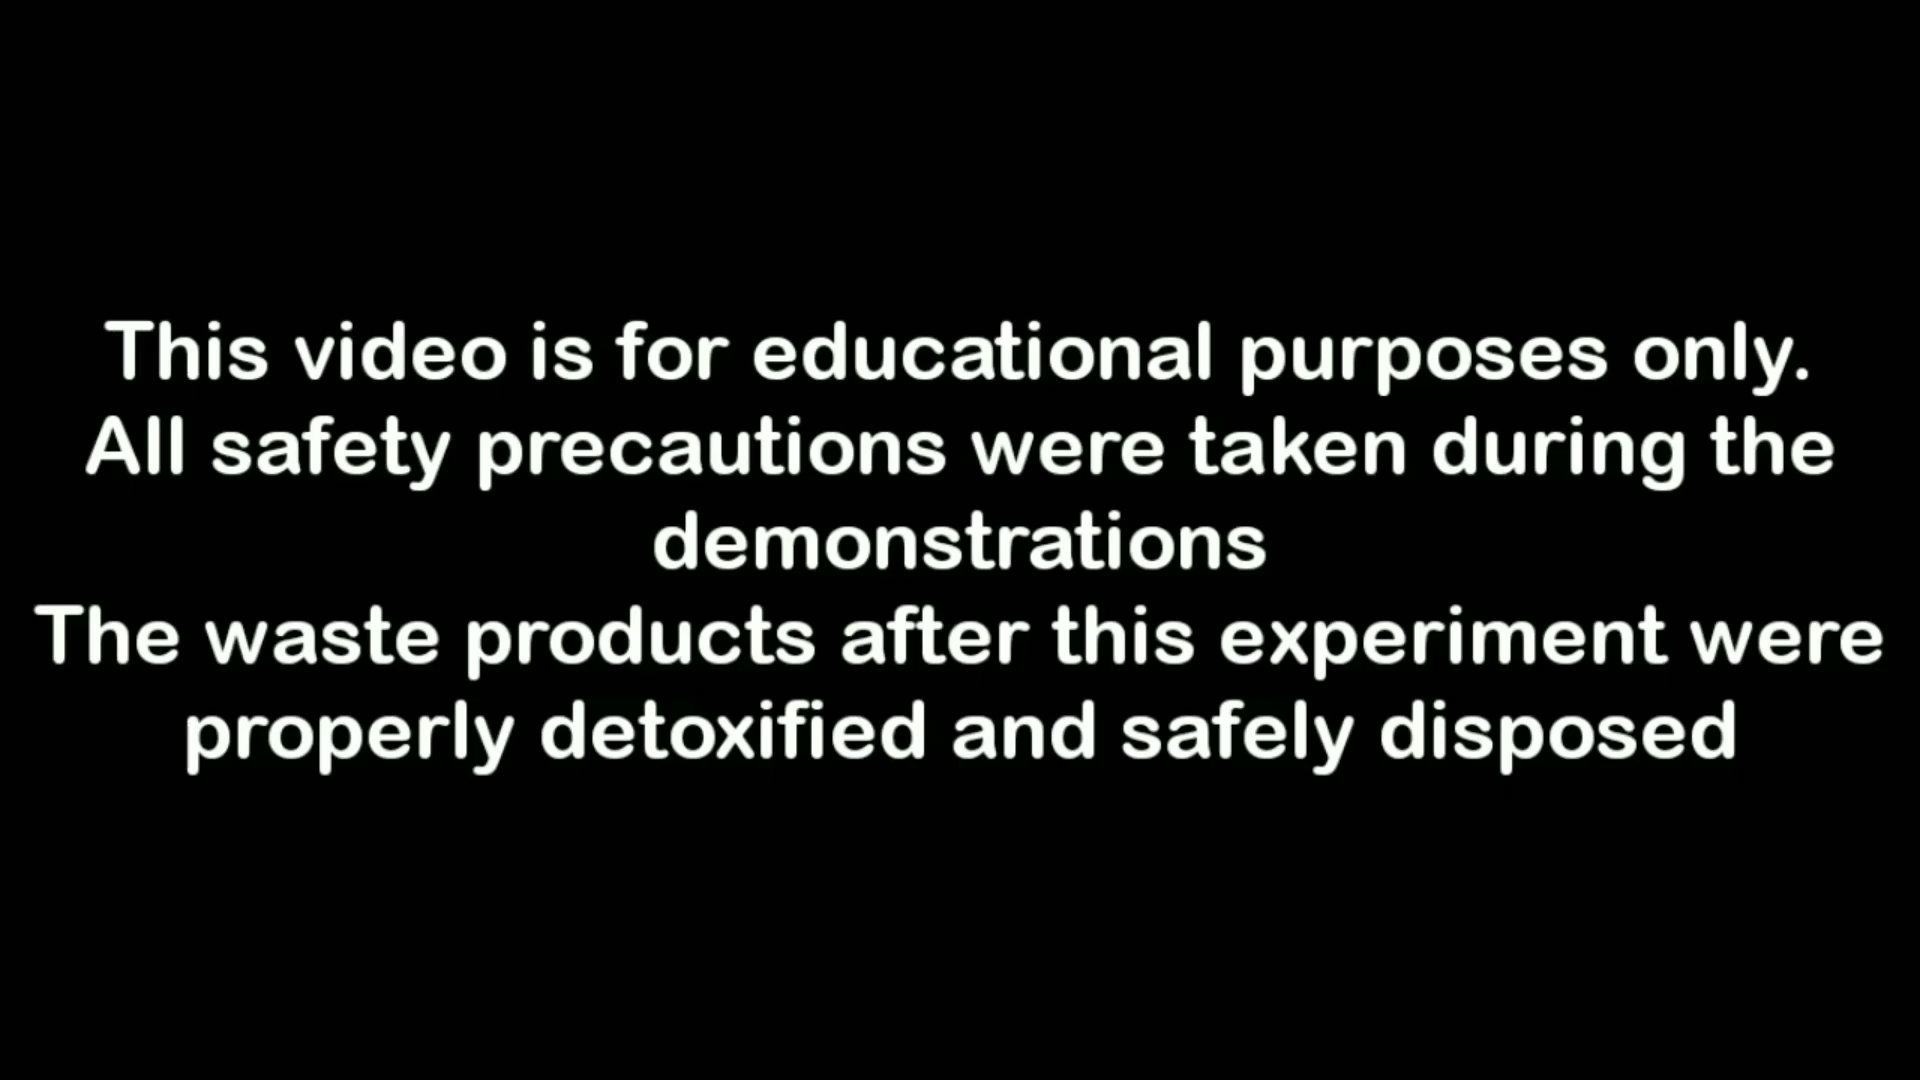 This video is for educational purposes only.
All safety precautions were taken during the
demonstrations
The waste products after this experiment were
properly detoxified and safely disposed